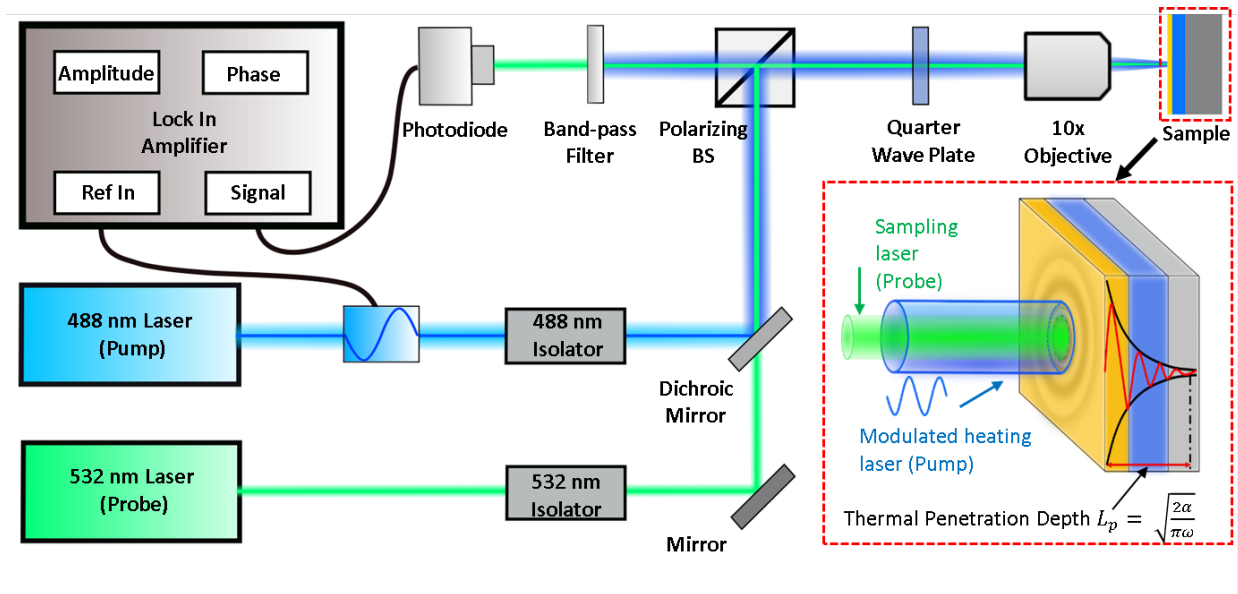 Amplitude
Phase
Lock In
Amplifier
Ref In
Signal
Photodiode
Band-pass
Filter
Polarizing
BS
Quarter
Wave Plate
10x
Objective
Sample
488 nm Laser
(Pump)
488 nm
Isolator
Dichroic
Mirror
532 nm Laser
(Probe)
532 nm
Isolator
Mirror
Sampling
laser
(Probe)
Modulated heating
laser (Pump)
Thermal Penetration Depth Lₚ = √(2α/πω)